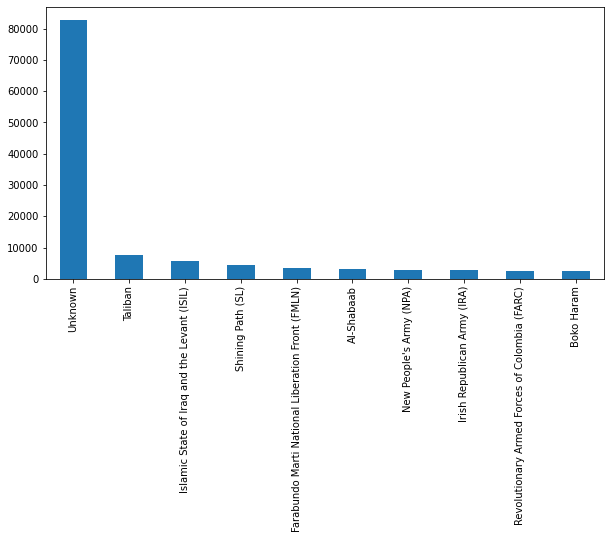 80000
70000
60000
50000
40000
30000
20000
10000
0
Unknown
Taliban
Islamic State of Iraq and the Levant (ISIL)
Shining Path (SL)
Farabundo Marti National Liberation Front (FMLN)
Al-Shabaab
New People's Army (NPA)
Irish Republican Army (IRA)
Revolutionary Armed Forces of Colombia (FARC)
Boko Haram